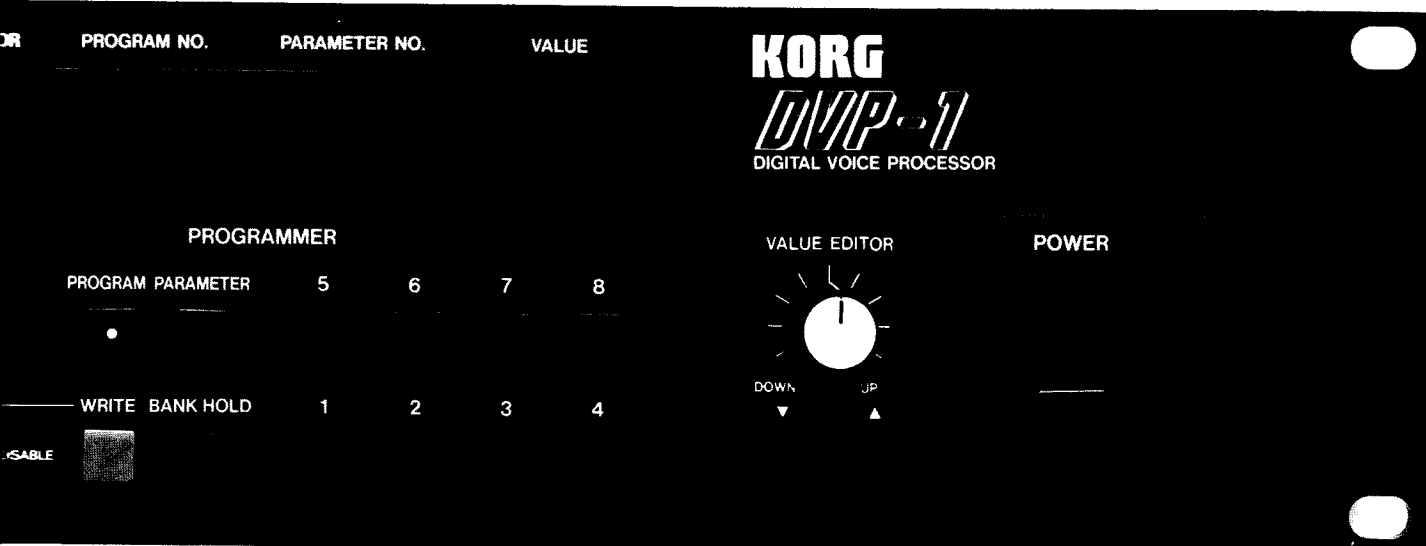 PROGRAM NO. PARAMETER NO. VALUE
KORG
DVP-1
DIGITAL VOICE PROCESSOR
PROGRAMMER
PROGRAM PARAMETER 5 6 7 8
WRITE BANK HOLD 1 2 3 4
VALUE EDITOR
DOWN UP
▼ ▲
POWER